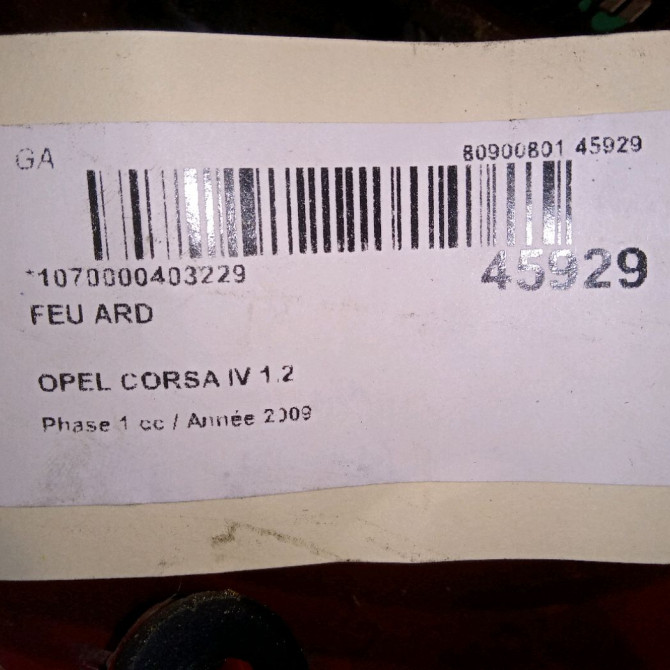 GA
80900801 45929
*1070000403229
45929
FEU ARD
OPEL CORSA IV 1.2
Phase 1 cc / Année 2009